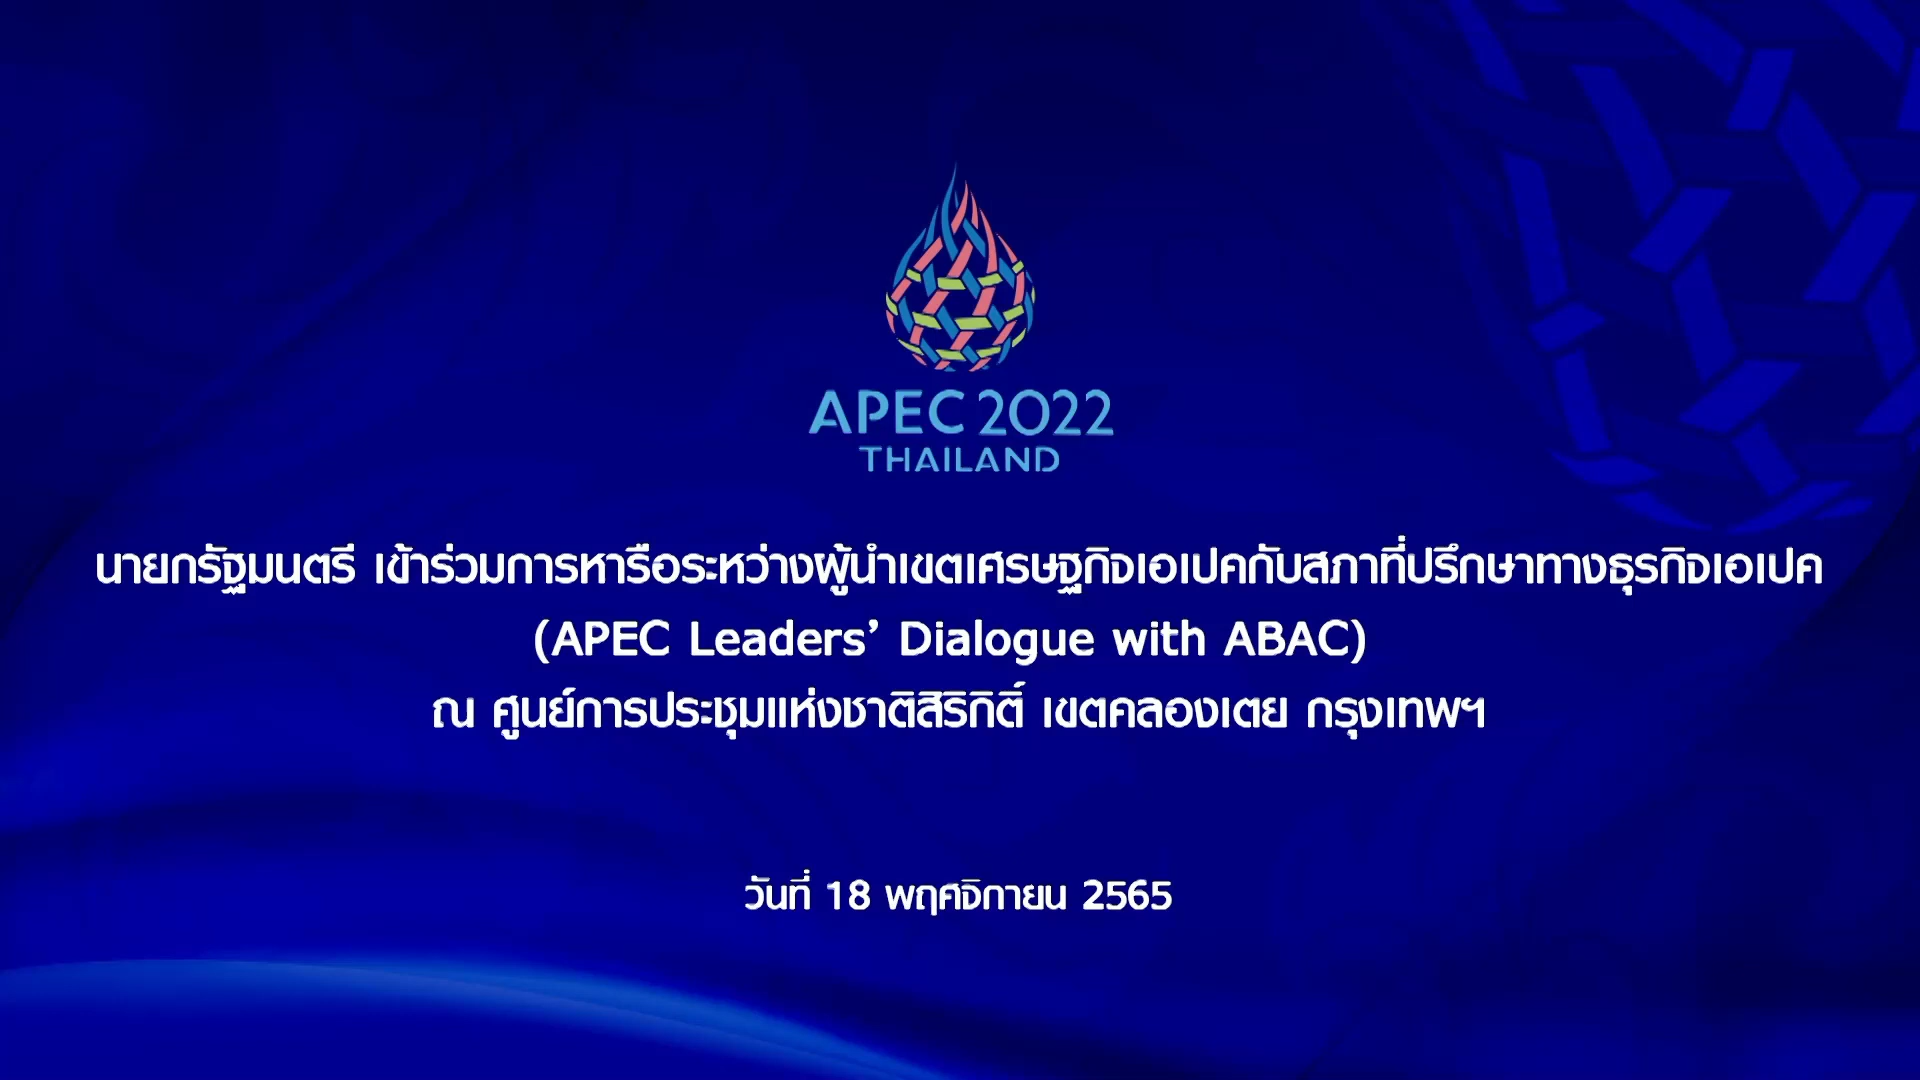 APEC 2022
THAILAND
นายกรัฐมนตรี เข้าร่วมการหารือระหว่างผู้นำเขตเศรษฐกิจเอเปคกับสภาที่ปรึกษาทางธุรกิจเอเปค
(APEC Leaders’ Dialogue with ABAC)
ณ ศูนย์การประชุมแห่งชาติสิริกิติ์ เขตคลองเตย กรุงเทพฯ
วันที่ 18 พฤศจิกายน 2565